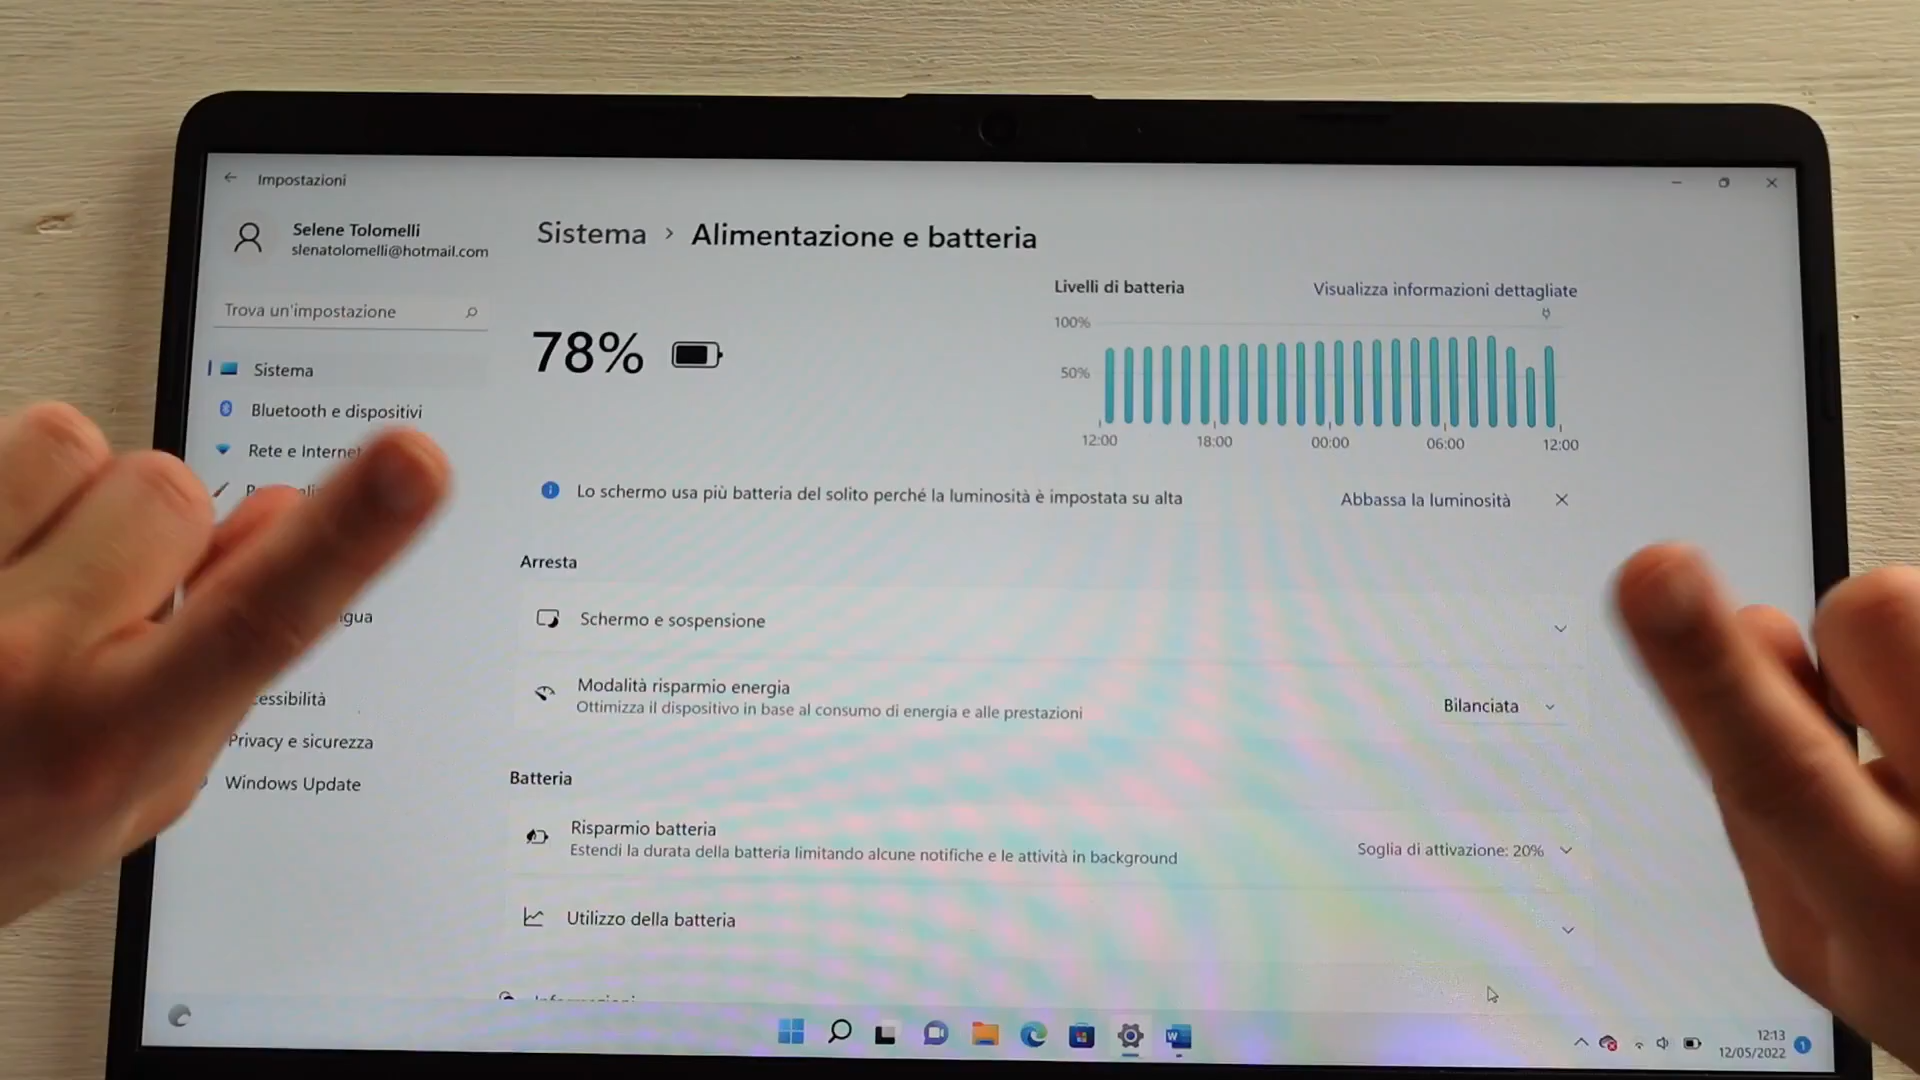 Impostazioni
Selene Tolomelli
slenatolomelli@hotmail.com
Trova un'impostazione
Sistema
Bluetooth e dispositivi
Rete e Internet
gua
cessibilità
Privacy e sicurezza
Windows Update
Sistema > Alimentazione e batteria
78%
Livelli di batteria
Visualizza informazioni dettagliate
100%
50%
12:00 18:00 00:00 06:00 12:00
Lo schermo usa più batteria del solito perché la luminosità è impostata su alta
Abbassa la luminosità
Arresta
Schermo e sospensione
Modalità risparmio energia
Ottimizza il dispositivo in base al consumo di energia e alle prestazioni
Bilanciata
Batteria
Risparmio batteria
Estendi la durata della batteria limitando alcune notifiche e le attività in background
Soglia di attivazione: 20%
Utilizzo della batteria
12:13
12/05/2022
1